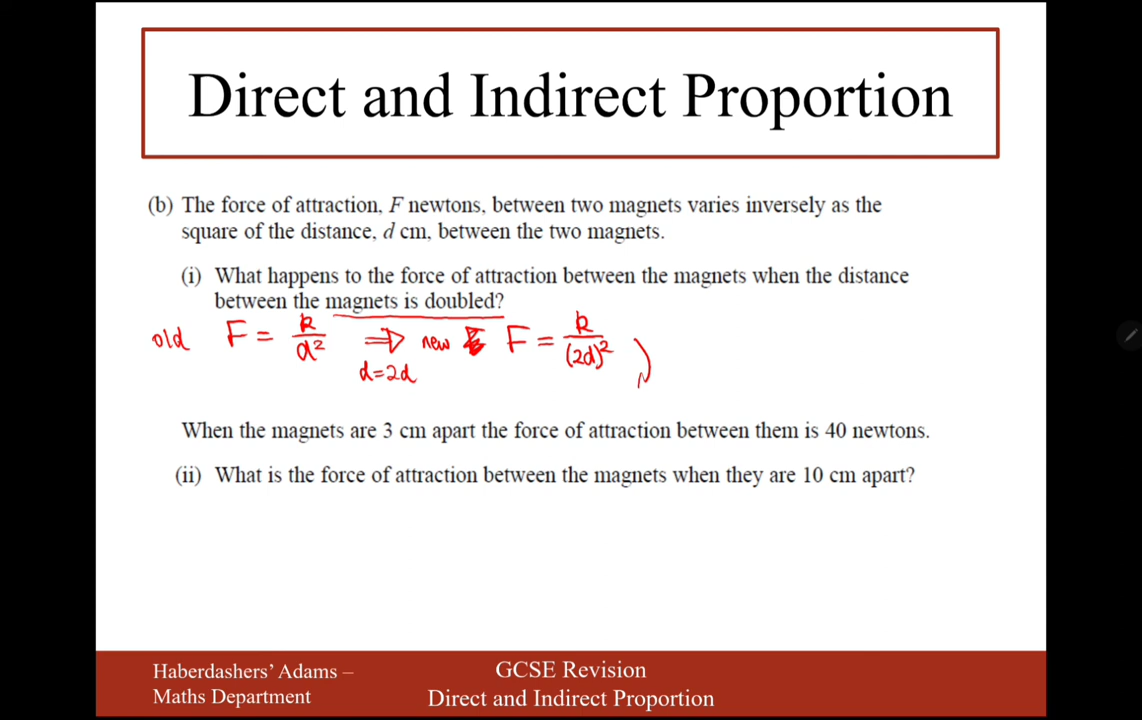 Direct and Indirect Proportion
(b) The force of attraction, F newtons, between two magnets varies inversely as the
square of the distance, d cm, between the two magnets.
(i) What happens to the force of attraction between the magnets when the distance
between the magnets is doubled?
old F = k/d² ⇒ new F = k/(2d)²
d=2d
When the magnets are 3 cm apart the force of attraction between them is 40 newtons.
(ii) What is the force of attraction between the magnets when they are 10 cm apart?
Haberdashers’ Adams –
Maths Department
GCSE Revision
Direct and Indirect Proportion